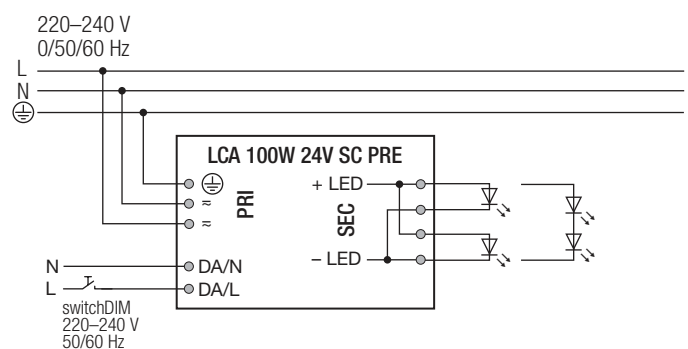 220–240 V
0/50/60 Hz
L
N
LCA 100W 24V SC PRE
+ LED
≂
PRI
SEC
≂
N
DA/N
– LED
L
DA/L
switchDIM
220–240 V
50/60 Hz